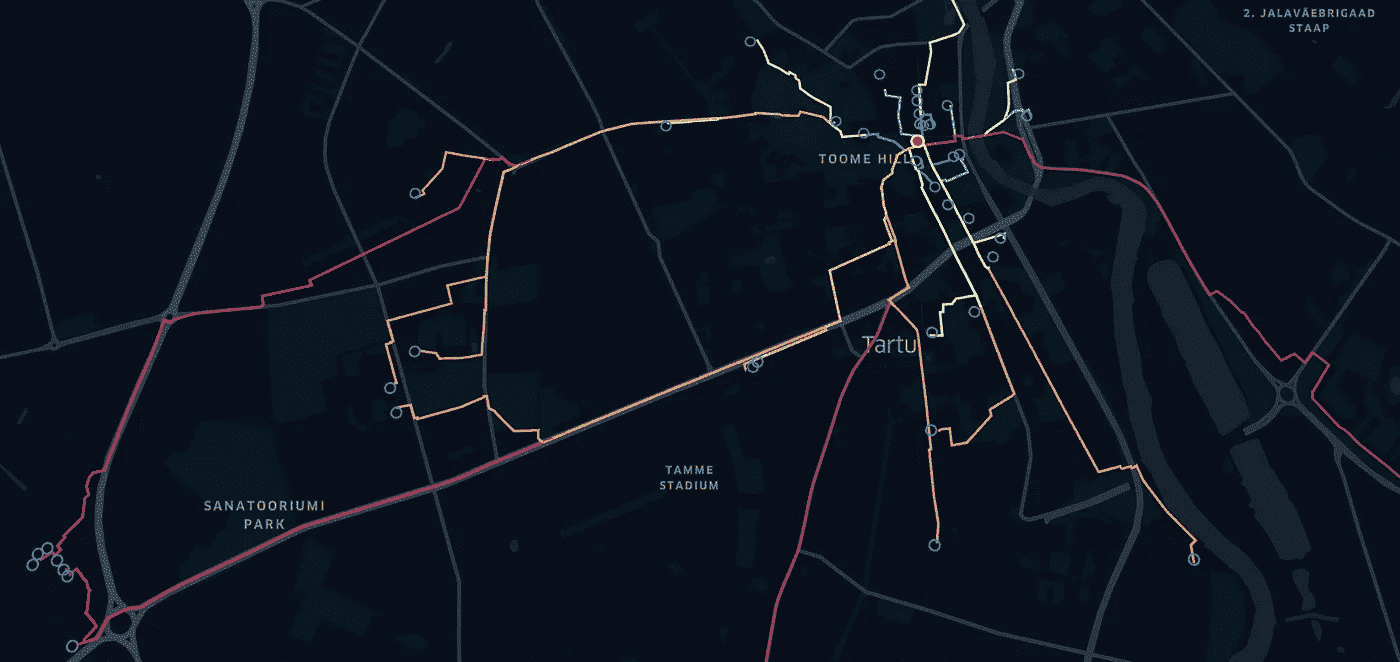 2. JALAVÄEBRIGAAD
STAAP
TOOME HILL
Tartu
TAMME
STADIUM
SANATOORIUMI
PARK